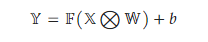 𝕐 = 𝔽(𝕏 ⨂ 𝕎) + b